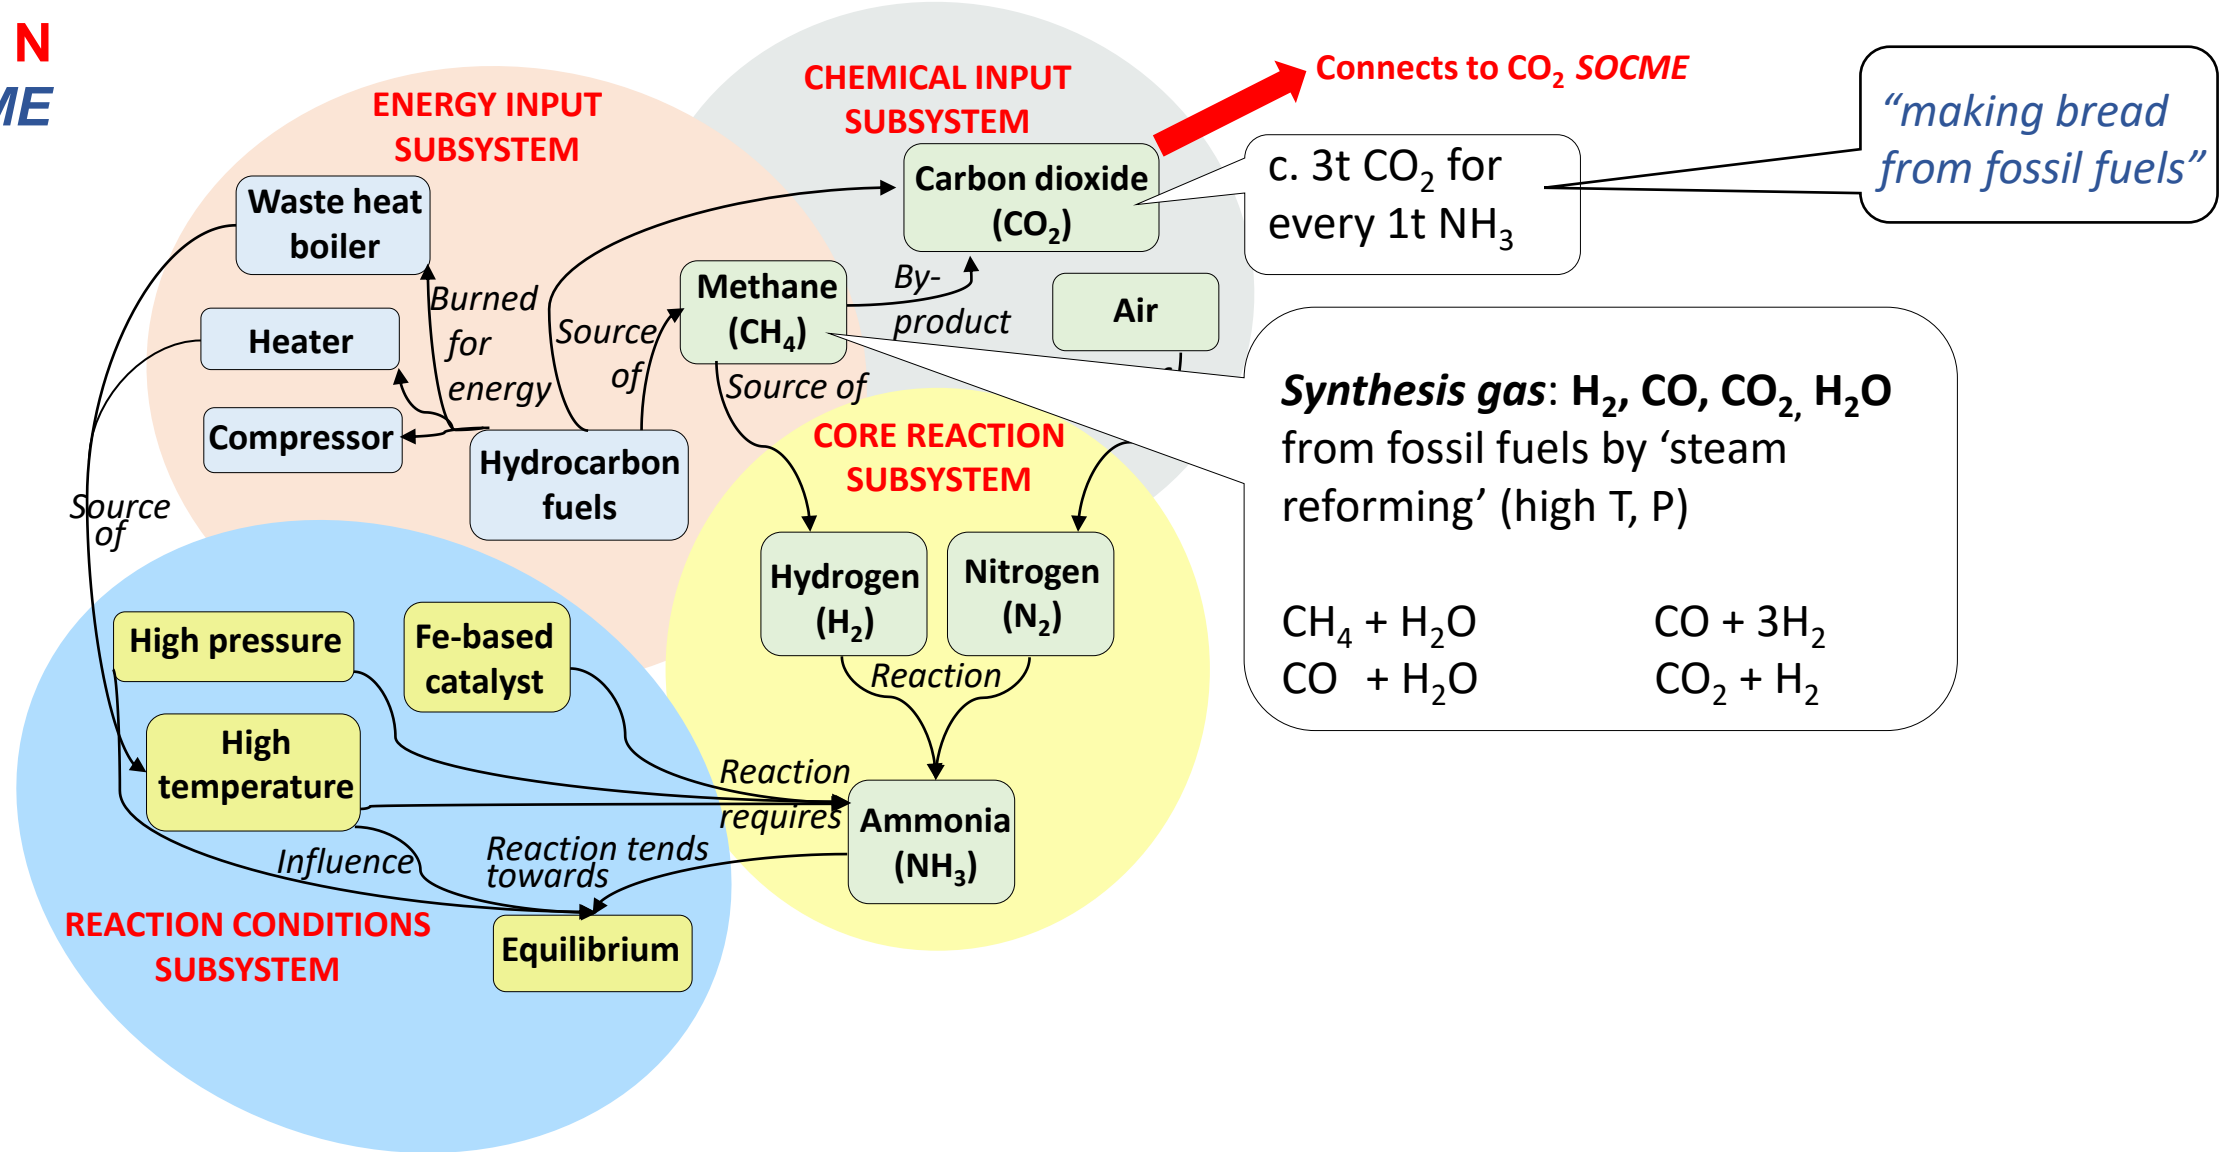 N
ME
ENERGY INPUT
SUBSYSTEM
CHEMICAL INPUT
SUBSYSTEM
Connects to CO₂ SOCME
“making bread
from fossil fuels”
c. 3t CO₂ for
every 1t NH₃
Carbon dioxide
(CO₂)
Waste heat
boiler
Burned
for
energy
Heater
Compressor
Source
of
Methane
(CH₄)
By-
product
Air
Source of
Hydrocarbon
fuels
Synthesis gas: H₂, CO, CO₂, H₂O
from fossil fuels by ‘steam
reforming’ (high T, P)
CH₄ + H₂O CO + 3H₂
CO + H₂O CO₂ + H₂
CORE REACTION
SUBSYSTEM
Source
of
Hydrogen
(H₂)
Nitrogen
(N₂)
Reaction
High pressure
Fe-based
catalyst
High
temperature
Reaction
requires
Ammonia
(NH₃)
Influence
Reaction tends
towards
REACTION CONDITIONS
SUBSYSTEM
Equilibrium